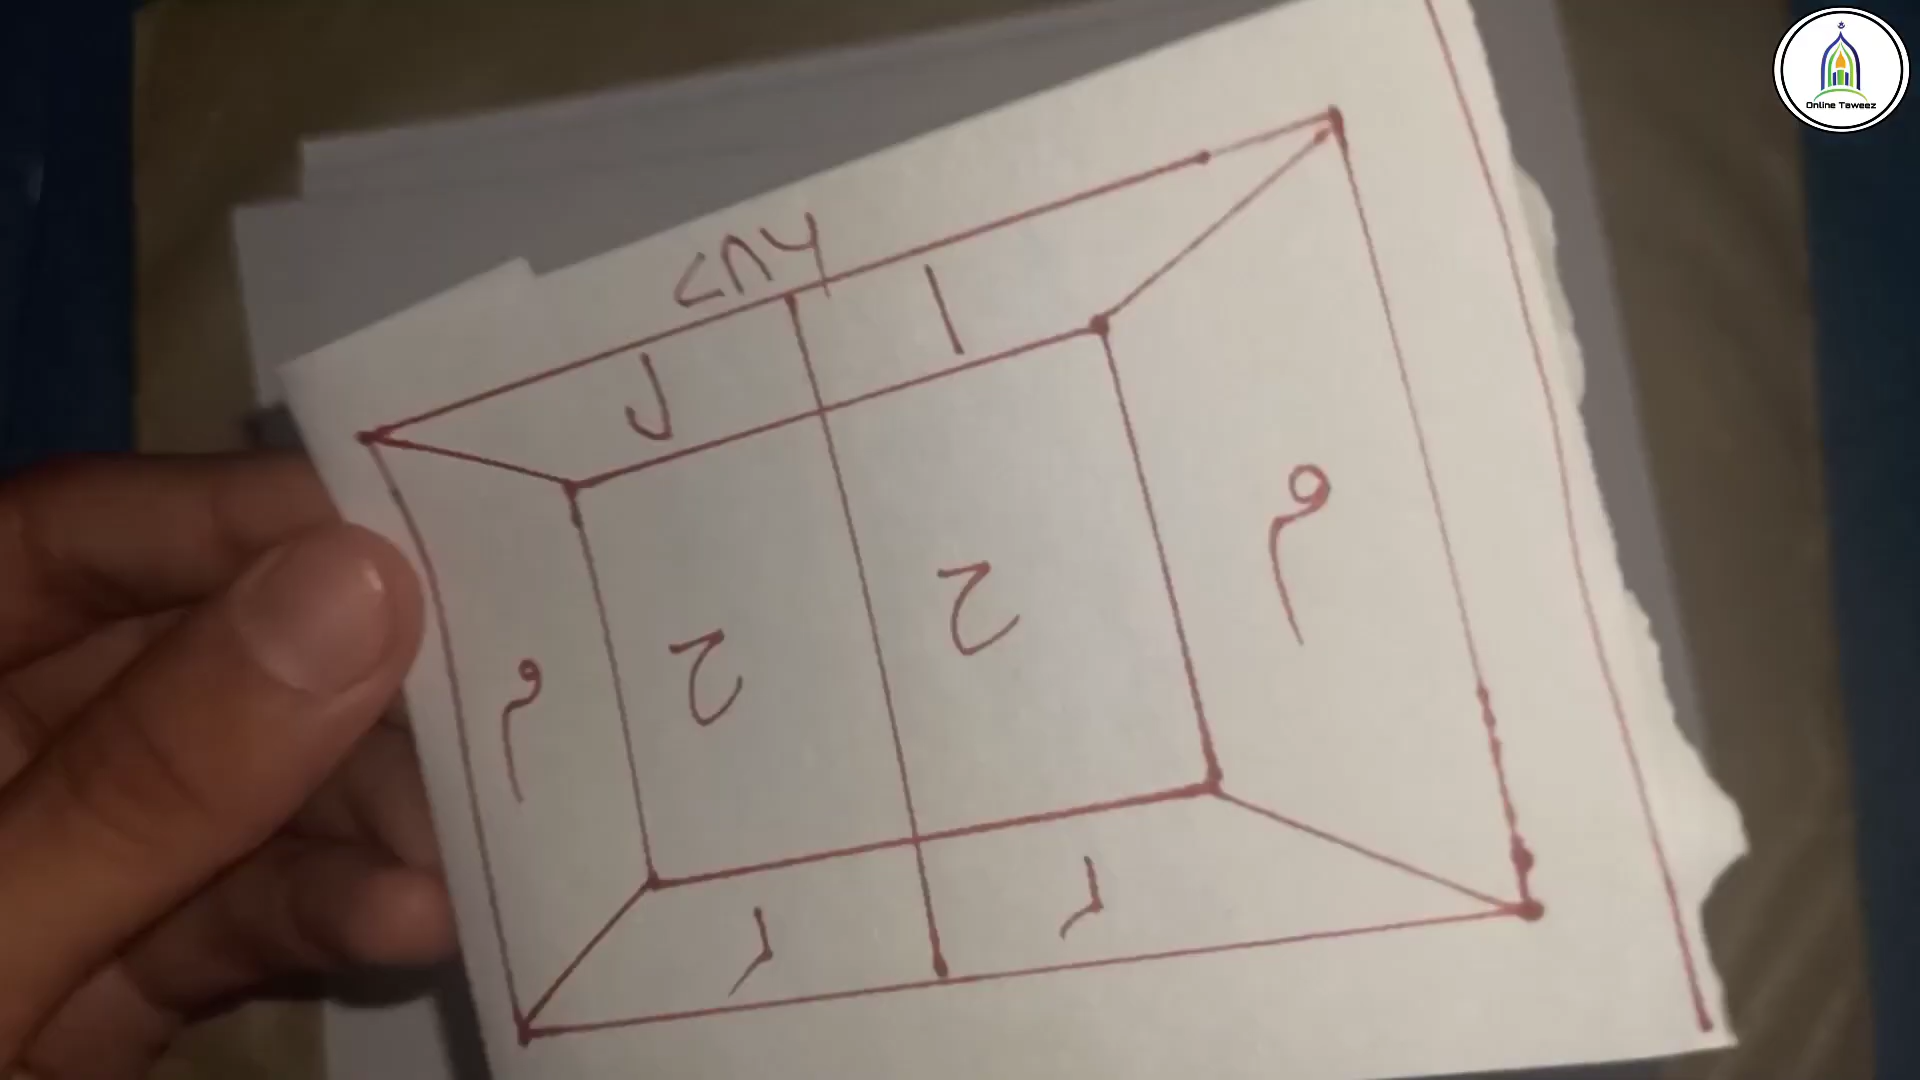 ۷۸۶
ا ل
م ح ح م
ر ر
Online Taweez